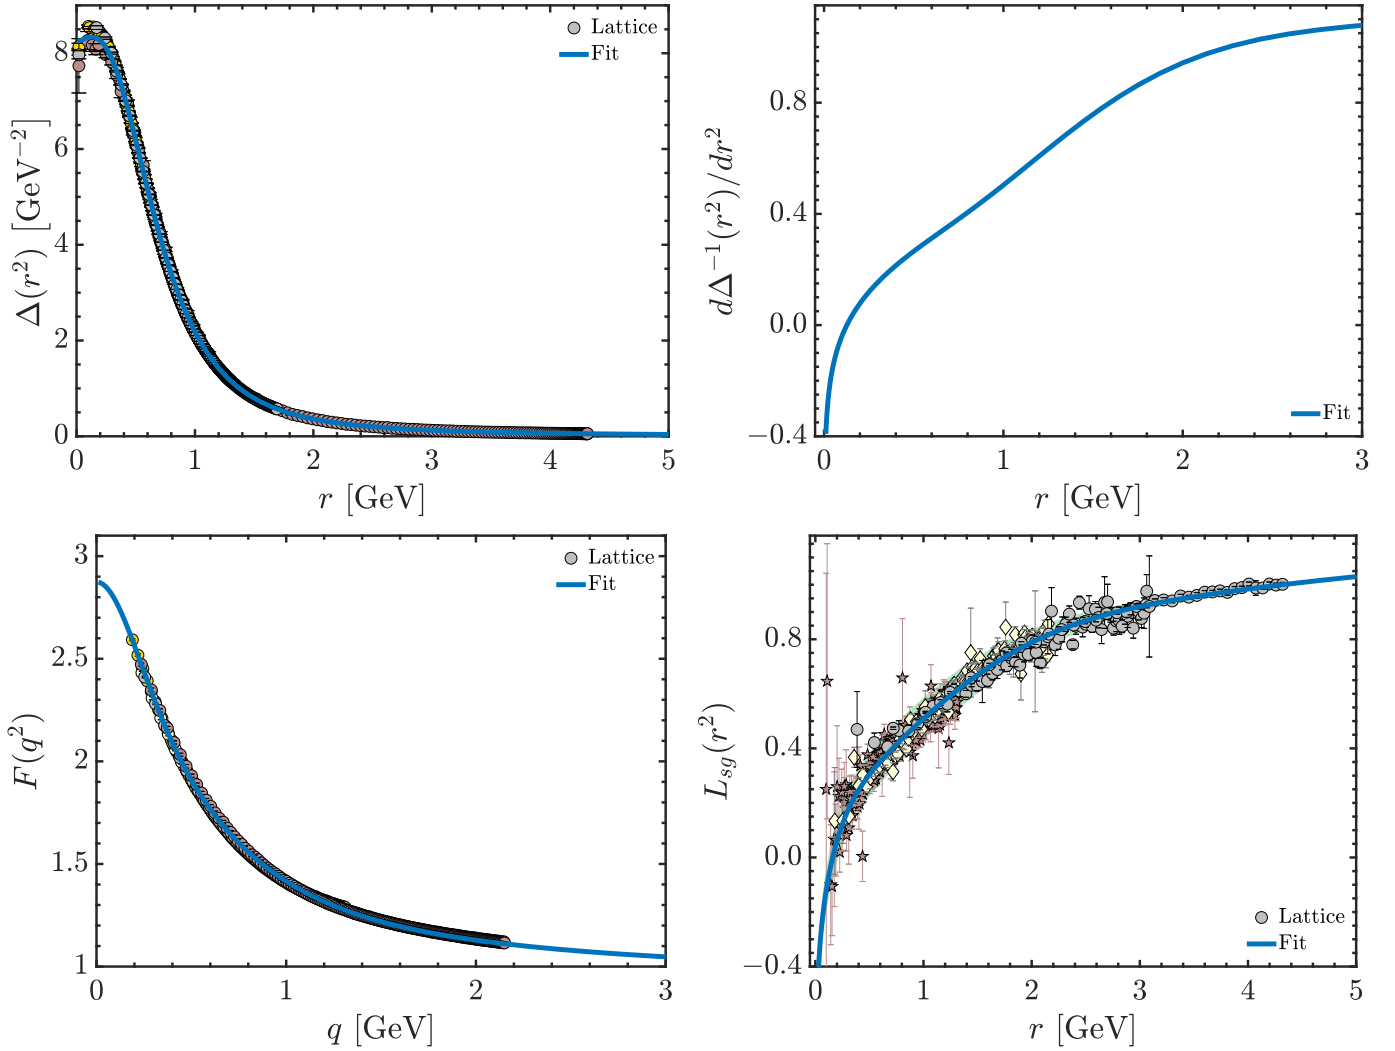 8
6
4
2
0
0 1 2 3 4 5
Δ(r²) [GeV⁻²]
r [GeV]
Lattice
Fit
0.8
0.4
0.0
−0.4
0 1 2 3
dΔ⁻¹(r²)/dr²
r [GeV]
Fit
3
2.5
2
1.5
1
0 1 2 3
F(q²)
q [GeV]
Lattice
Fit
0.8
0.4
0.0
−0.4
0 1 2 3 4 5
L_{sg}(r²)
r [GeV]
Lattice
Fit